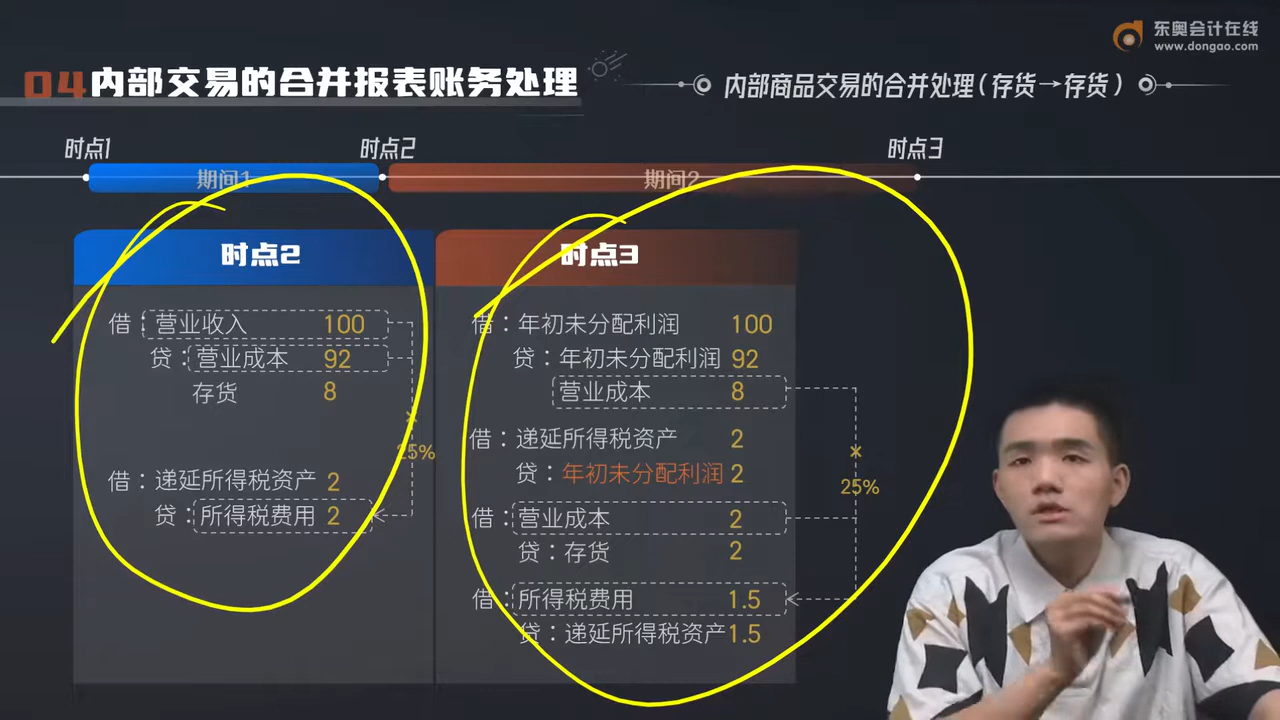 东奥会计在线
www.dongao.com
04内部交易的合并报表账务处理
内部商品交易的合并处理(存货→存货)
时点1
时点2
时点3
期间1
期间2
时点2
借:营业收入 100
贷:营业成本 92
存货 8
25%
借:递延所得税资产 2
贷:所得税费用 2
时点3
借:年初未分配利润 100
贷:年初未分配利润 92
营业成本 8
借:递延所得税资产 2
贷:年初未分配利润 2
*
25%
借:营业成本 2
贷:存货 2
借:所得税费用 1.5
贷:递延所得税资产 1.5